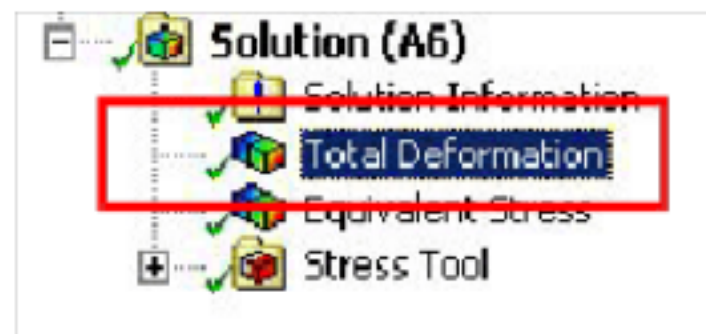 Solution (A6)
Solution Information
Total Deformation
Equivalent Stress
Stress Tool